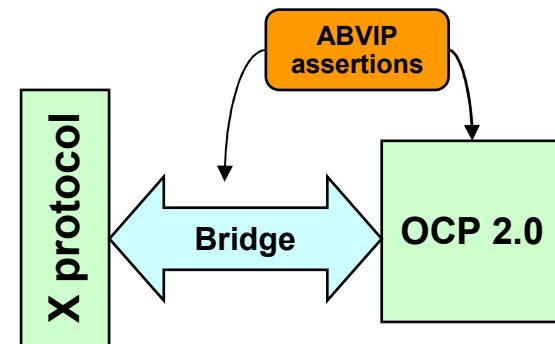 ABVIP
assertions
X protocol
Bridge
OCP 2.0